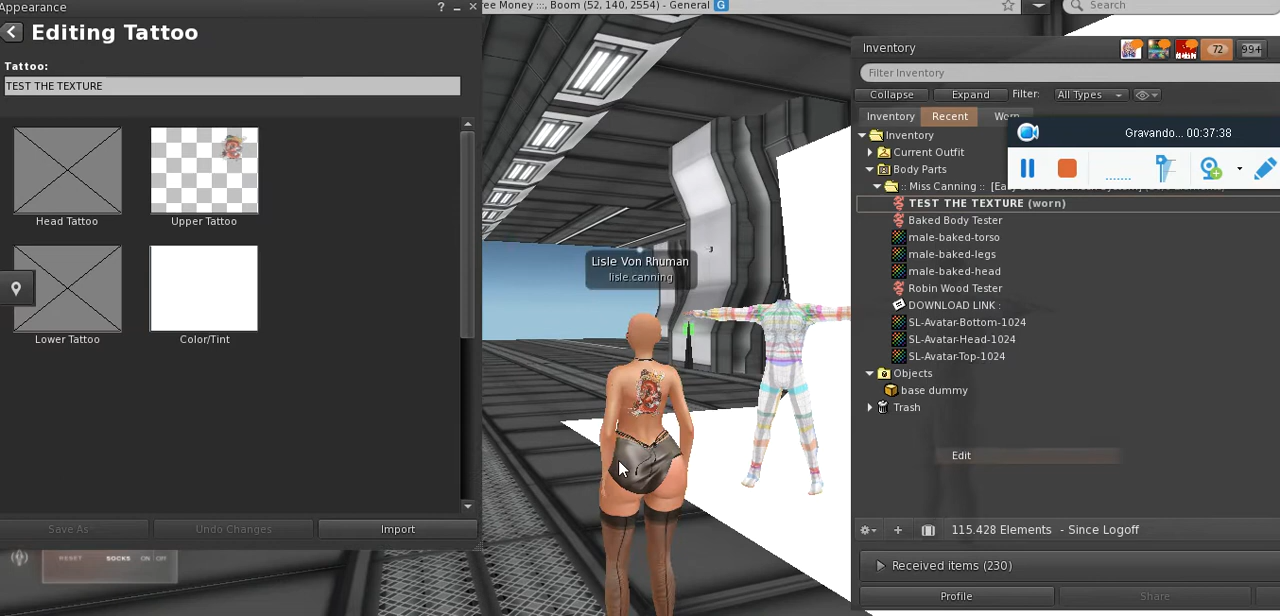 Appearance
ree Money :::, Boom (52, 140, 2554) - General G
Search
Editing Tattoo
Tattoo:
TEST THE TEXTURE
Head Tattoo
Upper Tattoo
Lower Tattoo
Color/Tint
Save As
Undo Changes
Import
RESET SOCKS ON OFF
Lisle Von Rhuman
lisle.canning
Inventory
72
99+
Filter Inventory
Collapse
Expand
Filter:
All Types
Inventory
Recent
Worn
Gravando... 00:37:38
Inventory
Current Outfit
Body Parts
:: Miss Canning ::
TEST THE TEXTURE (worn)
Baked Body Tester
male-baked-torso
male-baked-legs
male-baked-head
Robin Wood Tester
DOWNLOAD LINK :
SL-Avatar-Bottom-1024
SL-Avatar-Head-1024
SL-Avatar-Top-1024
Objects
base dummy
Trash
Edit
115.428 Elements - Since Logoff
Received items (230)
Profile
Share